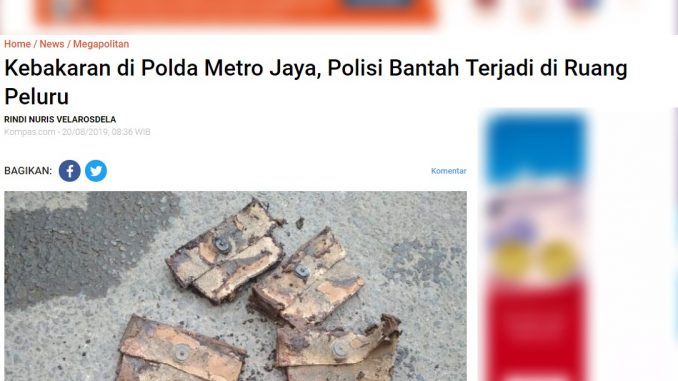 Home / News / Megapolitan
Kebakaran di Polda Metro Jaya, Polisi Bantah Terjadi di Ruang
Peluru
RINDI NURIS VELAROSDELA
Kompas.com - 20/08/2019, 08:36 WIB
BAGIKAN:
Komentar